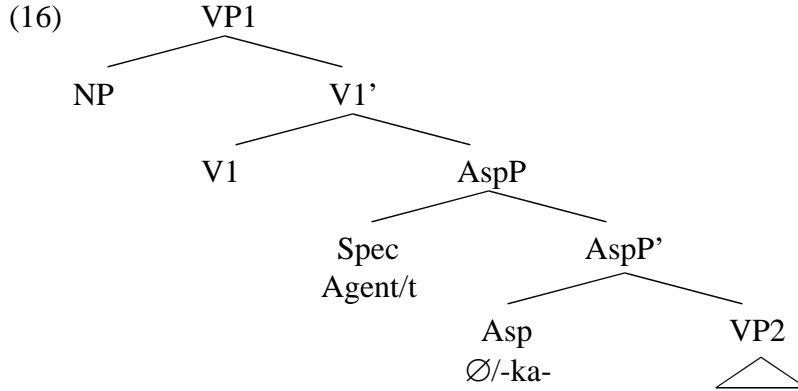 (16) VP1
NP V1’
V1 AspP
Spec AspP’
Agent/t
Asp VP2
∅/-ka-